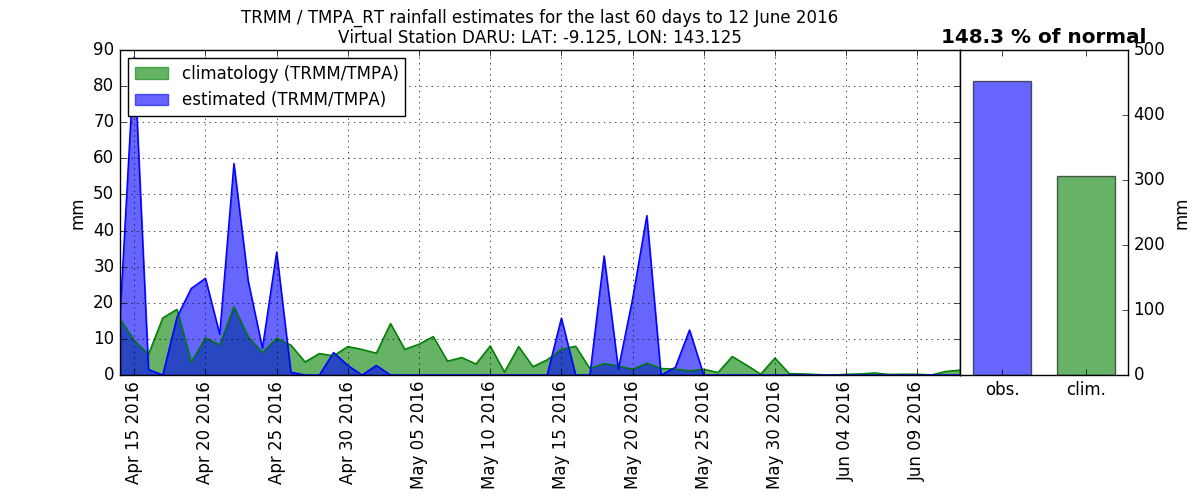 TRMM / TMPA_RT rainfall estimates for the last 60 days to 12 June 2016
Virtual Station DARU: LAT: -9.125, LON: 143.125
148.3 % of normal
climatology (TRMM/TMPA)
estimated (TRMM/TMPA)
90
80
70
60
50
40
30
20
10
0
mm
Apr 15 2016
Apr 20 2016
Apr 25 2016
Apr 30 2016
May 05 2016
May 10 2016
May 15 2016
May 20 2016
May 25 2016
May 30 2016
Jun 04 2016
Jun 09 2016
500
400
300
200
100
0
mm
obs.
clim.